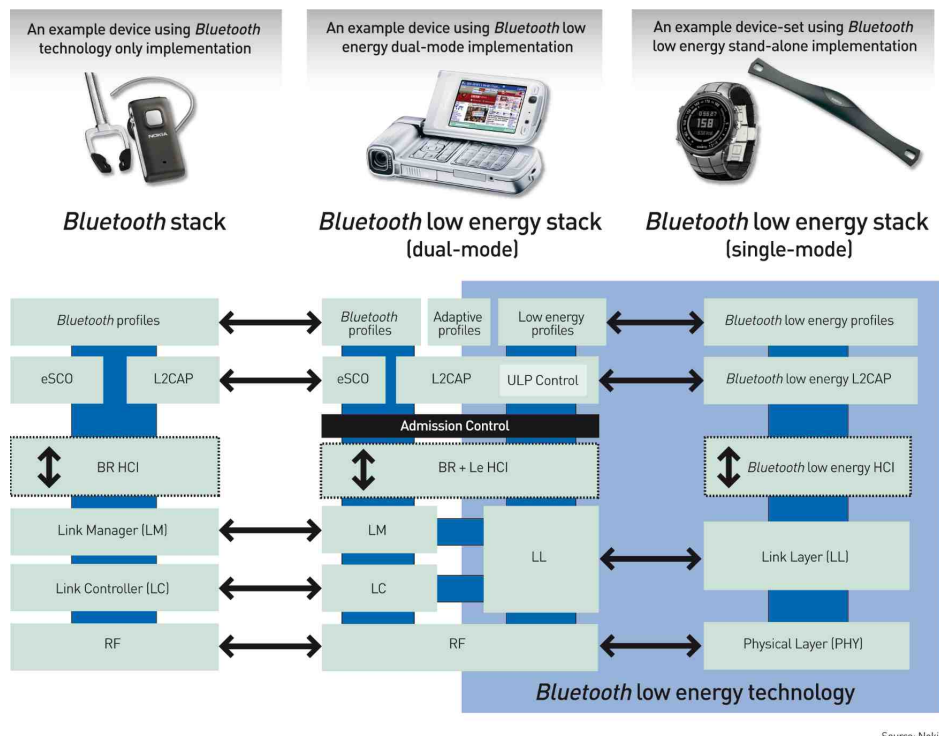 An example device using Bluetooth
technology only implementation
An example device using Bluetooth low
energy dual-mode implementation
An example device-set using Bluetooth
low energy stand-alone implementation
NOKIA
158
Bluetooth stack
Bluetooth low energy stack
(dual-mode)
Bluetooth low energy stack
(single-mode)
Bluetooth profiles
Bluetooth
profiles
Adaptive
profiles
Low energy
profiles
Bluetooth low energy profiles
eSCO
L2CAP
eSCO
L2CAP
ULP Control
Bluetooth low energy L2CAP
Admission Control
BR HCI
BR + Le HCI
Bluetooth low energy HCI
Link Manager (LM)
LM
LL
Link Layer (LL)
Link Controller (LC)
LC
RF
RF
Physical Layer (PHY)
Bluetooth low energy technology